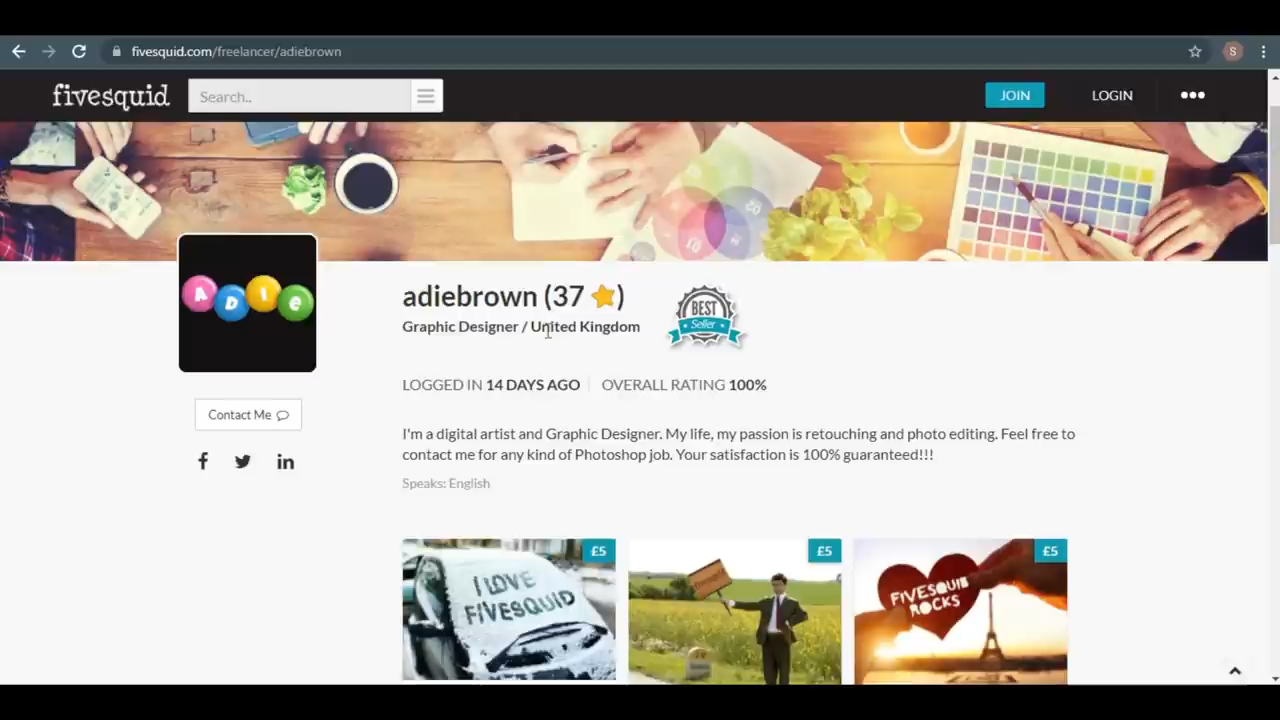 fivesquid.com/freelancer/adiebrown
S
fivesquid
Search..
JOIN
LOGIN
ADIe
adiebrown (37 )
BEST
Seller
Graphic Designer / United Kingdom
LOGGED IN 14 DAYS AGO
OVERALL RATING 100%
Contact Me
I'm a digital artist and Graphic Designer. My life, my passion is retouching and photo editing. Feel free to
contact me for any kind of Photoshop job. Your satisfaction is 100% guaranteed!!!
Speaks: English
£5
£5
£5
I LOVE
FIVESQUID
FIVESQUID
ROCKS